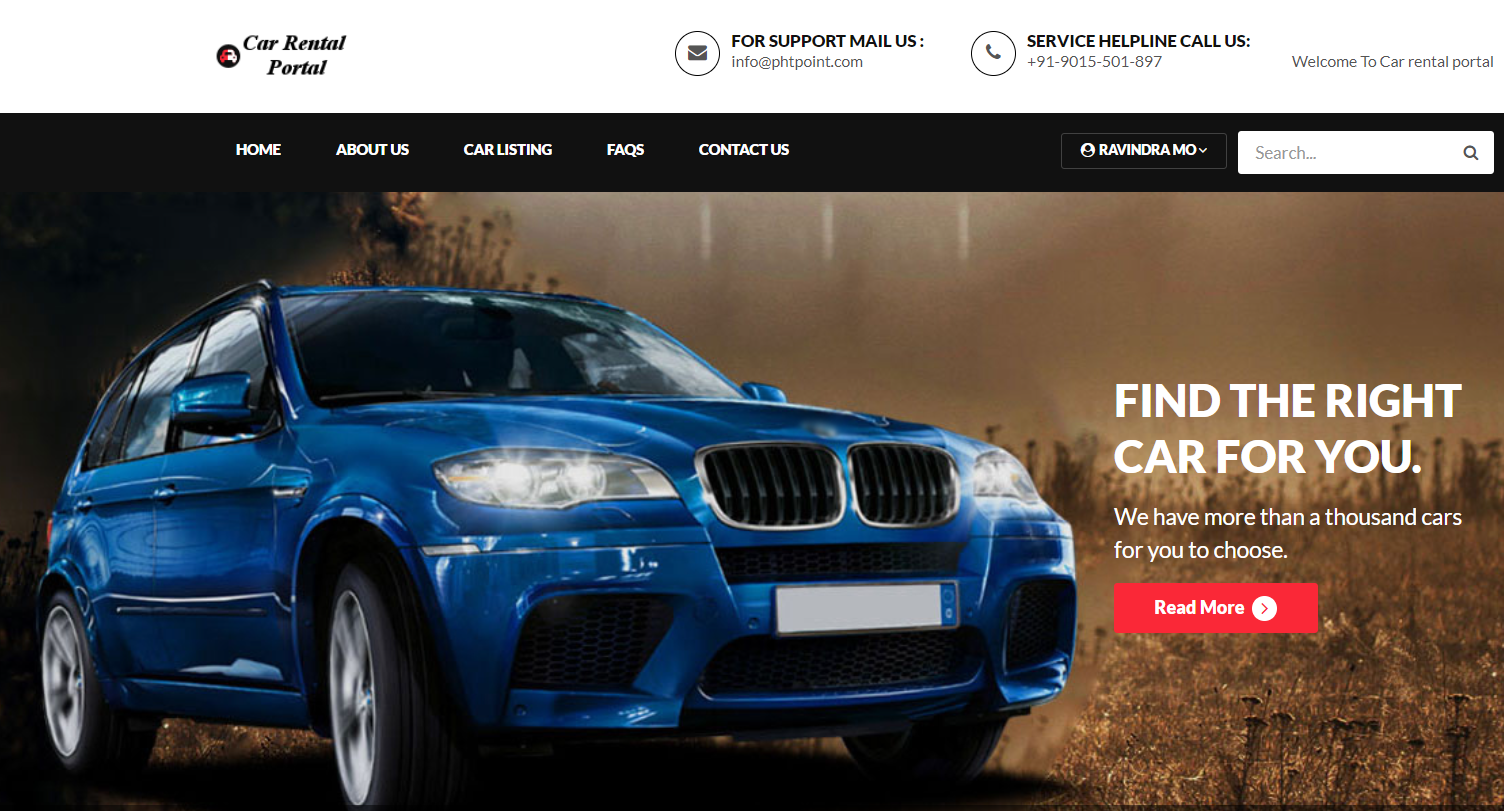 Car Rental
Portal
FOR SUPPORT MAIL US :
info@phtpoint.com
SERVICE HELPLINE CALL US:
+91-9015-501-897
Welcome To Car rental portal
HOME
ABOUT US
CAR LISTING
FAQS
CONTACT US
RAVINDRA MO
Search...
FIND THE RIGHT
CAR FOR YOU.
We have more than a thousand cars
for you to choose.
Read More